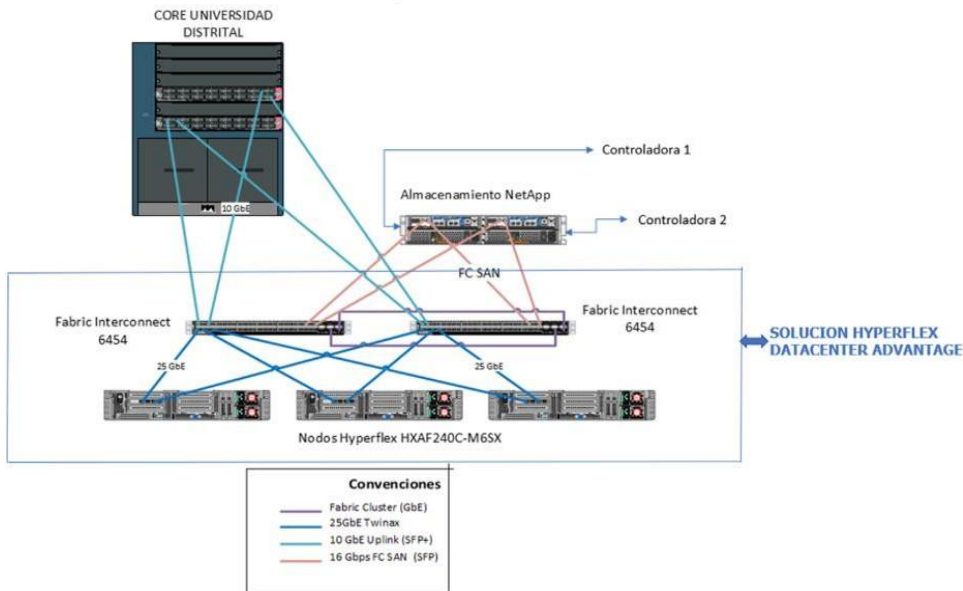 CORE UNIVERSIDAD
DISTRITAL
10 GbE
Controladora 1
Almacenamiento NetApp
Controladora 2
FC SAN
Fabric Interconnect
6454
Fabric Interconnect
6454
SOLUCION HYPERFLEX
DATACENTER ADVANTAGE
25 GbE
25 GbE
Nodos Hyperflex HXAF240C-M6SX
Convenciones
Fabric Cluster (GbE)
25GbE Twinax
10 GbE Uplink (SFP+)
16 Gbps FC SAN (SFP)